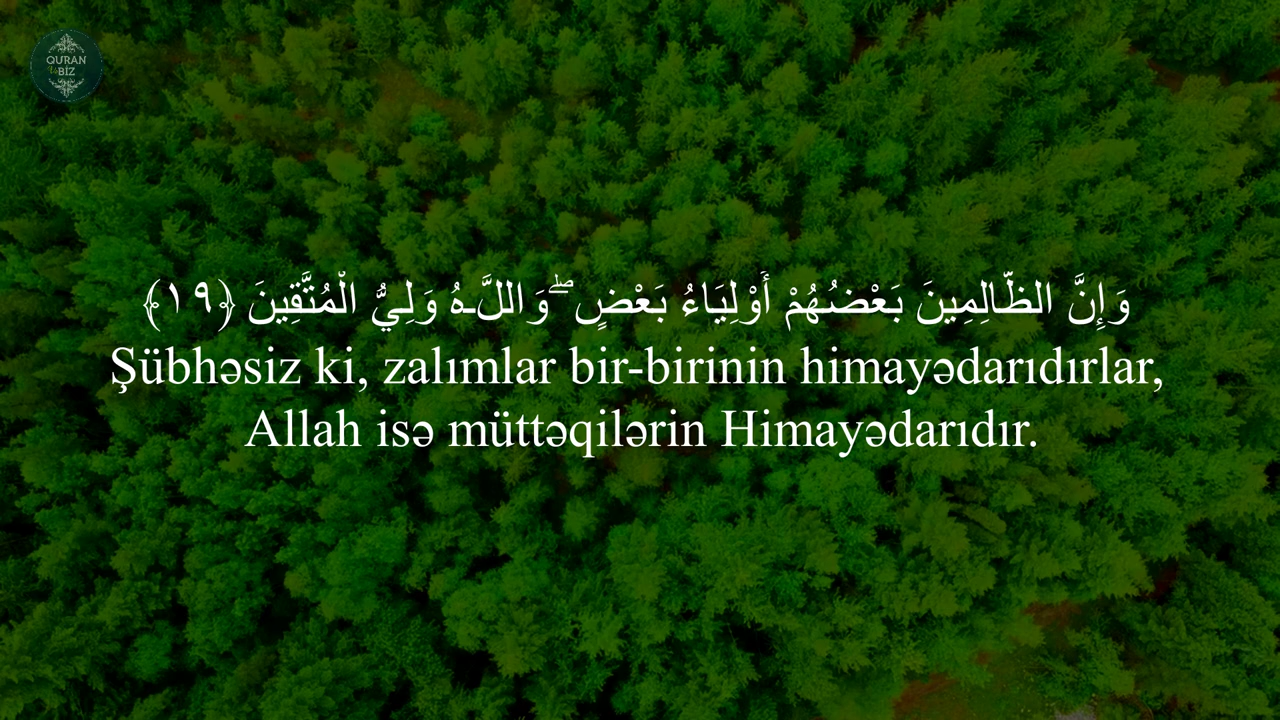 QURAN
Və BİZ
وَإِنَّ الظَّالِمِينَ بَعْضُهُمْ أَوْلِيَاءُ بَعْضٍ ۖ وَاللَّـهُ وَلِيُّ الْمُتَّقِينَ ﴿١٩﴾
Şübhəsiz ki, zalımlar bir-birinin himayədarıdırlar,
Allah isə müttəqilərin Himayədarıdır.